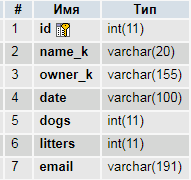 # Имя Тип
1 id int(11)
2 name_k varchar(20)
3 owner_k varchar(155)
4 date varchar(100)
5 dogs int(11)
6 litters int(11)
7 email varchar(191)